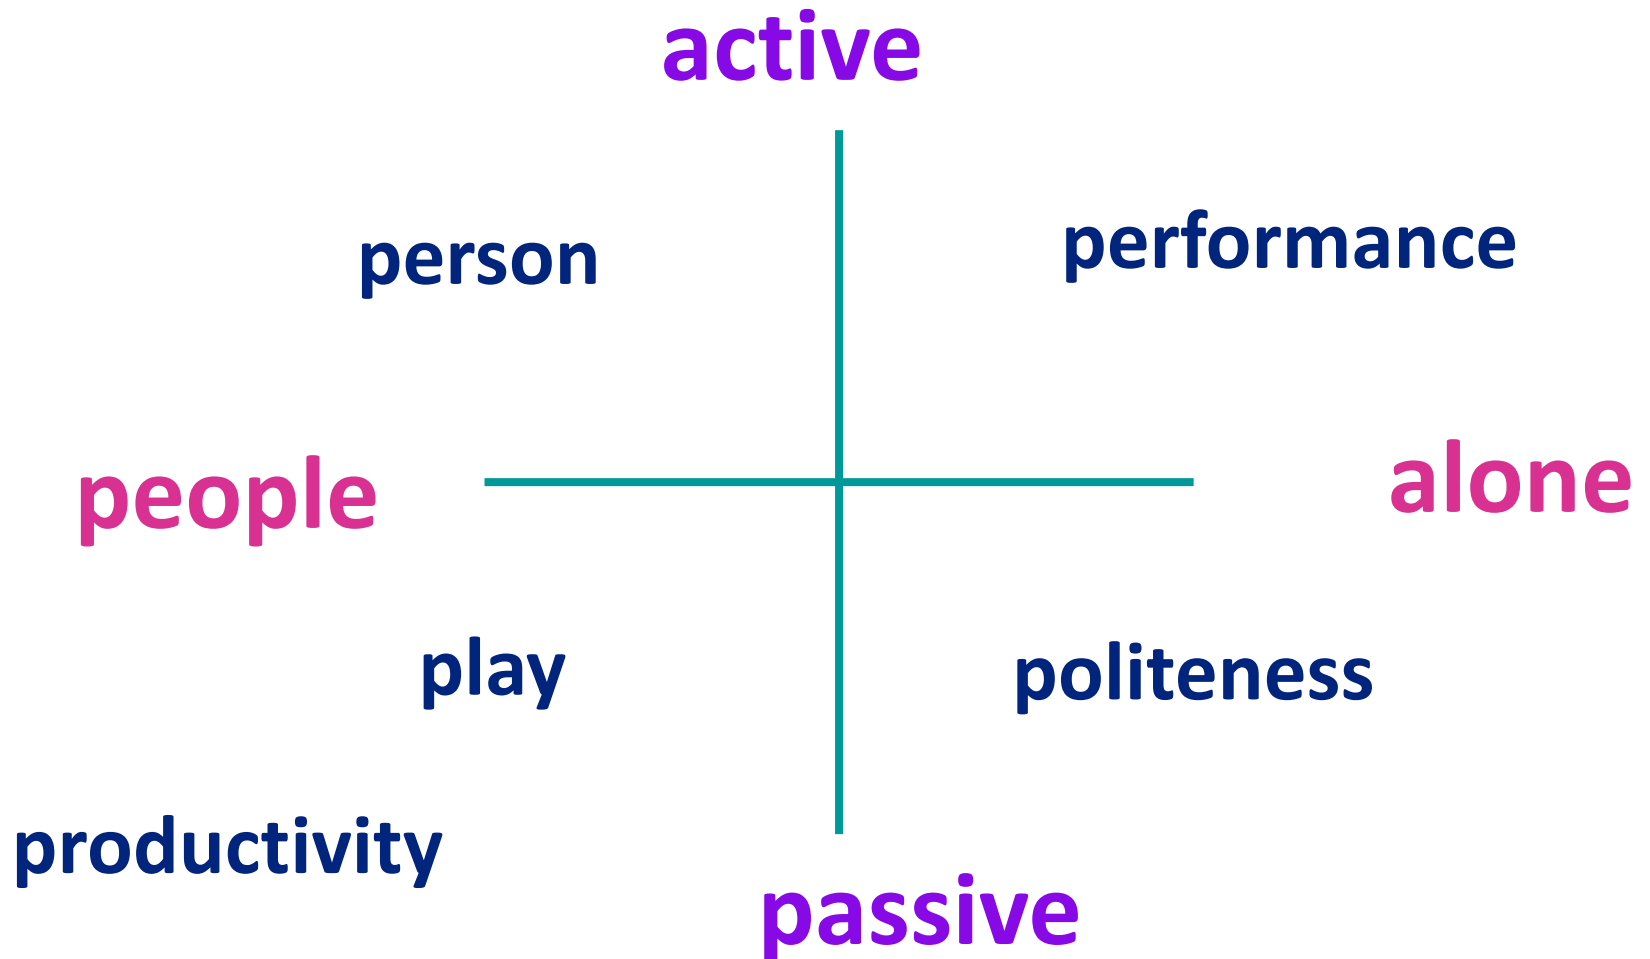 active
person
performance
people
alone
play
politeness
productivity
passive